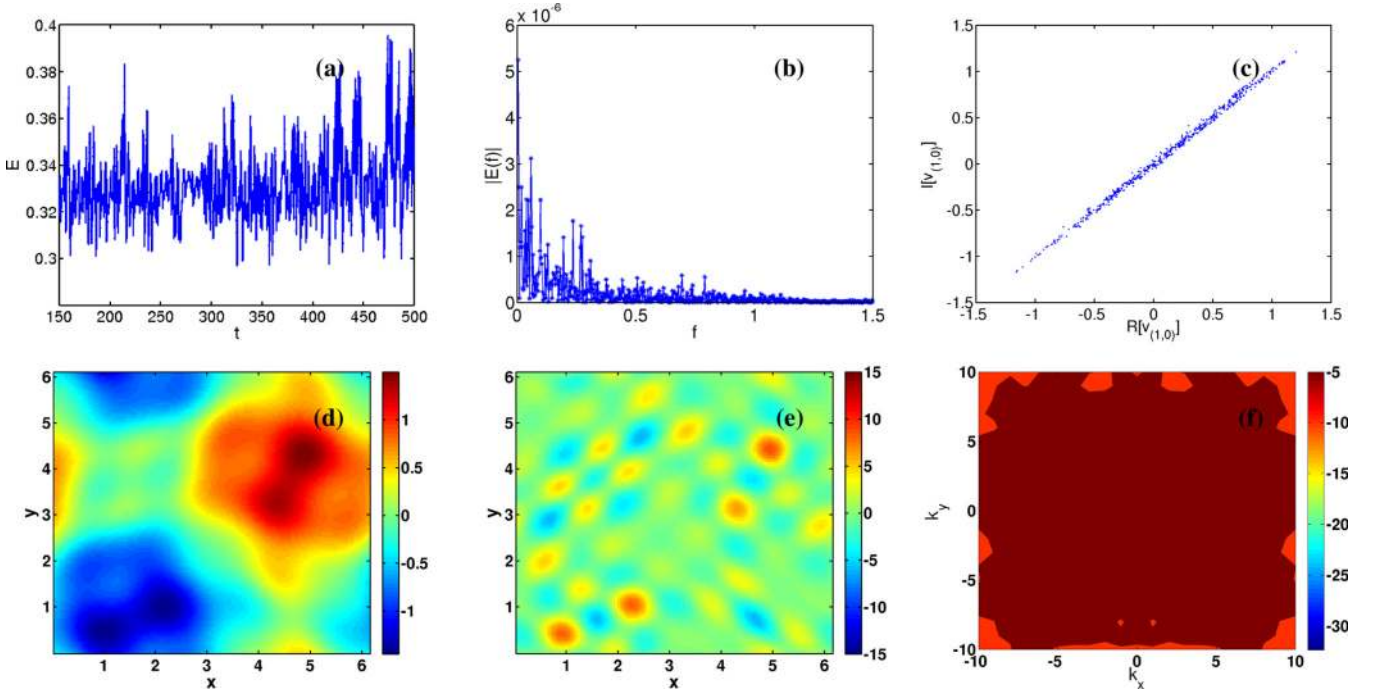 0.4
0.38
0.36
0.34
0.32
0.3
E
150 200 250 300 350 400 450 500
t
(a)
x 10^-6
6
5
4
3
2
1
0
|E(f)|
0 0.5 1 1.5
f
(b)
1.5
1
0.5
0
-0.5
-1
-1.5
I[v(1,0)]
-1.5 -1 -0.5 0 0.5 1 1.5
R[v(1,0)]
(c)
6
5
4
3
2
1
y
1 2 3 4 5 6
x
(d)
1
0.5
0
-0.5
-1
6
5
4
3
2
1
y
1 2 3 4 5 6
x
(e)
15
10
5
0
-5
-10
-15
10
5
0
-5
-10
k_y
-10 -5 0 5 10
k_x
(f)
-5
-10
-15
-20
-25
-30